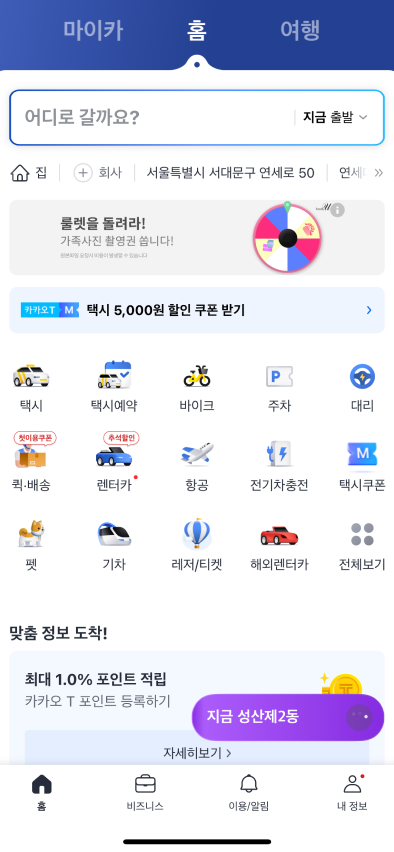 마이카 홈 여행
어디로 갈까요? 지금 출발
집 회사 서울특별시 서대문구 연세로 50 연세
룰렛을 돌려라!
가족사진 촬영권 쏩니다!
카카오T M 택시 5,000원 할인 쿠폰 받기
택시 택시예약 바이크 주차 대리
P
첫이용쿠폰 추석할인
M
퀵·배송 렌터카 항공 전기차충전 택시쿠폰
펫 기차 레저/티켓 해외렌터카 전체보기
맞춤 정보 도착!
최대 1.0% 포인트 적립
카카오 T 포인트 등록하기
T
지금 성산제2동
자세히보기
홈 비즈니스 이용/알림 내 정보